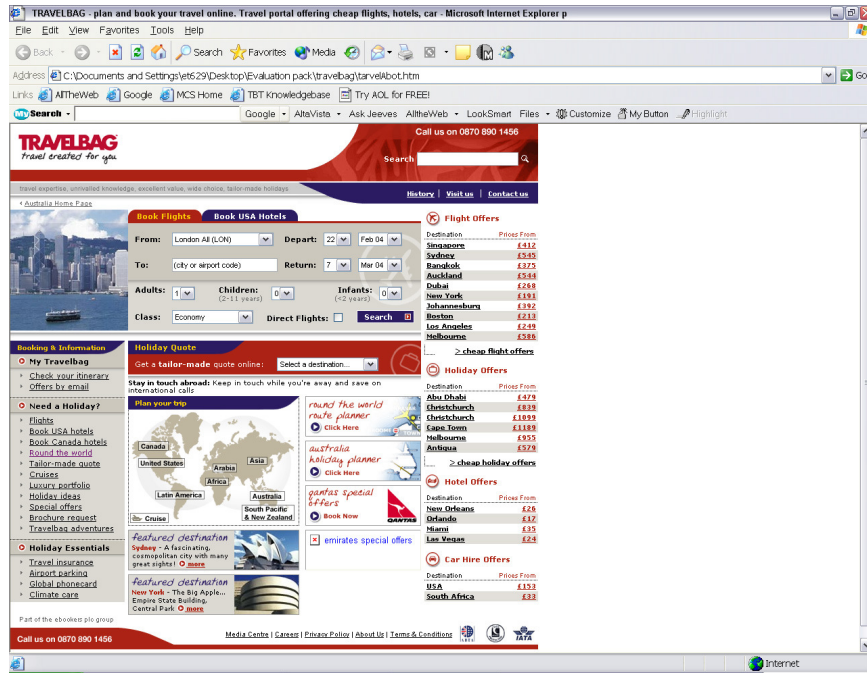 TRAVELBAG - plan and book your travel online. Travel portal offering cheap flights, hotels, car - Microsoft Internet Explorer p
File Edit View Favorites Tools Help
Back Search Favorites Media
Address C:\Documents and Settings\et629\Desktop\Evaluation pack\travelbag\tarvelAbot.htm Go
Links AllTheWeb Google MCS Home TBT Knowledgebase Try AOL for FREE!
My Search Google AltaVista Ask Jeeves AlltheWeb LookSmart Files Customize My Button Highlight
TRAVELBAG
travel created for you
Call us on 0870 890 1456
Search
travel expertise, unrivalled knowledge, excellent value, wide choice, tailor-made holidays
History | Visit us | Contact us
Australia Home Page
Book Flights Book USA Hotels
From: London All (LON) Depart: 22 Feb 04
To: (city or airport code) Return: 7 Mar 04
Adults: 1 Children: (2-11 years) 0 Infants: (<2 years) 0
Class: Economy Direct Flights: Search
Booking & Information
My Travelbag
Check your itinerary
Offers by email
Need a Holiday?
Flights
Book USA hotels
Book Canada hotels
Round the world
Tailor-made quote
Cruises
Luxury portfolio
Holiday ideas
Special offers
Brochure request
Travelbag adventures
Holiday Essentials
Travel insurance
Airport parking
Global phonecard
Climate care
Holiday Quote
Get a tailor-made quote online: Select a destination...
Stay in touch abroad: Keep in touch while you're away and save on
international calls
Plan your trip
Canada
United States
Asia
Arabia
Africa
Latin America
Australia
South Pacific
& New Zealand
Cruise
round the world
route planner
Click Here
australia
holiday planner
Click Here
qantas special
offers
Book Now
QANTAS
emirates special offers
featured destination
Sydney - A fascinating,
cosmopolitan city with many
great sights! more
featured destination
New York - The Big Apple...
Empire State Building,
Central Park more
Flight Offers
Destination Prices From
Singapore £412
Sydney £545
Bangkok £375
Auckland £544
Dubai £268
New York £191
Johannesburg £392
Boston £213
Los Angeles £249
Melbourne £586
> cheap flight offers
Holiday Offers
Destination Prices From
Abu Dhabi £479
Christchurch £839
Christchurch £1099
Cape Town £1189
Melbourne £955
Antigua £579
> cheap holiday offers
Hotel Offers
Destination Prices From
New Orleans £26
Orlando £17
Miami £35
Las Vegas £24
Car Hire Offers
Destination Prices From
USA £153
South Africa £33
Part of the ebookers plc group
Call us on 0870 890 1456
Media Centre | Careers | Privacy Policy | About Us | Terms & Conditions
IATA
Internet